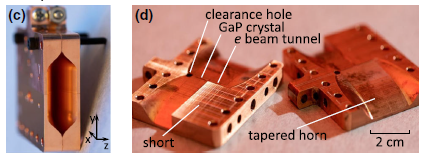 (c)
y
x
z
(d)
clearance hole
GaP crystal
e beam tunnel
short
tapered horn
2 cm